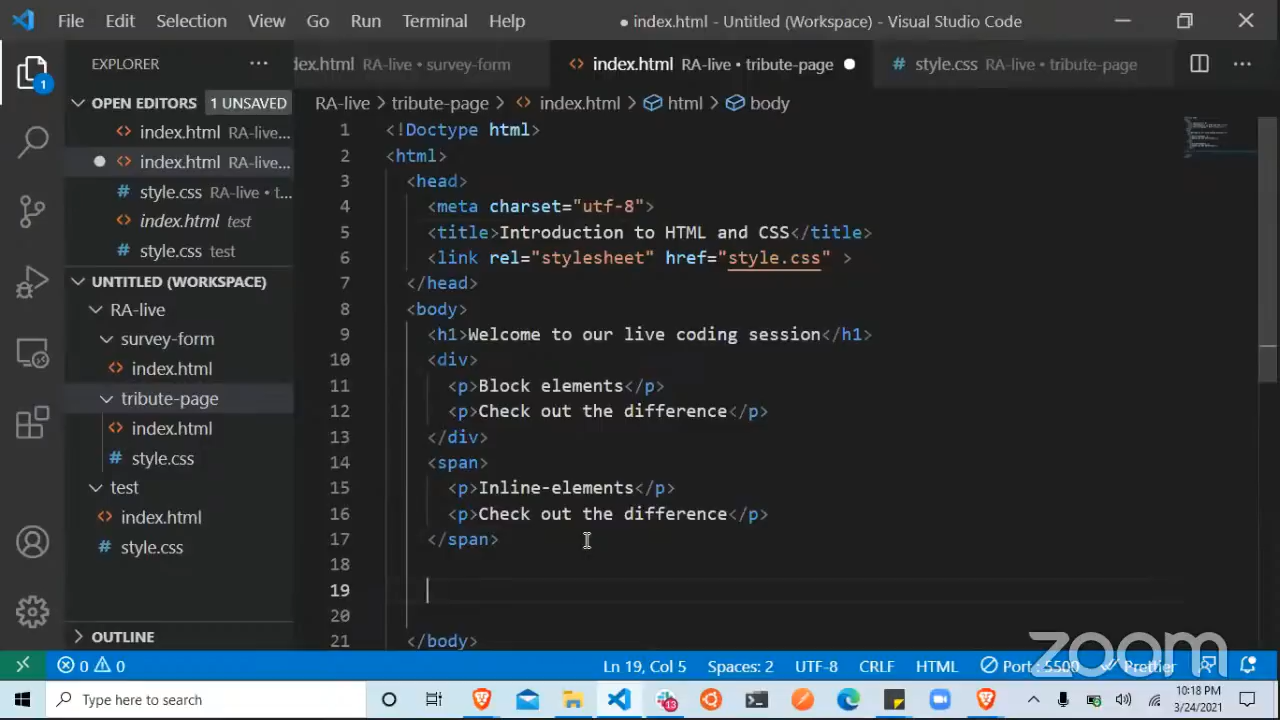 File Edit Selection View Go Run Terminal Help
● index.html - Untitled (Workspace) - Visual Studio Code
EXPLORER ···
dex.html RA-live • survey-form
<> index.html RA-live • tribute-page ●
# style.css RA-live • tribute-page
···
1
OPEN EDITORS 1 UNSAVED
<> index.html RA-live...
● <> index.html RA-live...
# style.css RA-live • t...
<> index.html test
# style.css test
UNTITLED (WORKSPACE)
RA-live
survey-form
<> index.html
tribute-page
<> index.html
# style.css
test
<> index.html
# style.css
OUTLINE
RA-live > tribute-page > <> index.html > html > body
1 <!Doctype html>
2 <html>
3 <head>
4 <meta charset="utf-8">
5 <title>Introduction to HTML and CSS</title>
6 <link rel="stylesheet" href="style.css" >
7 </head>
8 <body>
9 <h1>Welcome to our live coding session</h1>
10 <div>
11 <p>Block elements</p>
12 <p>Check out the difference</p>
13 </div>
14 <span>
15 <p>Inline-elements</p>
16 <p>Check out the difference</p>
17 </span>
18
19
20
21 </body>
zoom
0 0 Ln 19, Col 5 Spaces: 2 UTF-8 CRLF HTML Port : 5500 Prettier
Type here to search
13
10:18 PM
3/24/2021